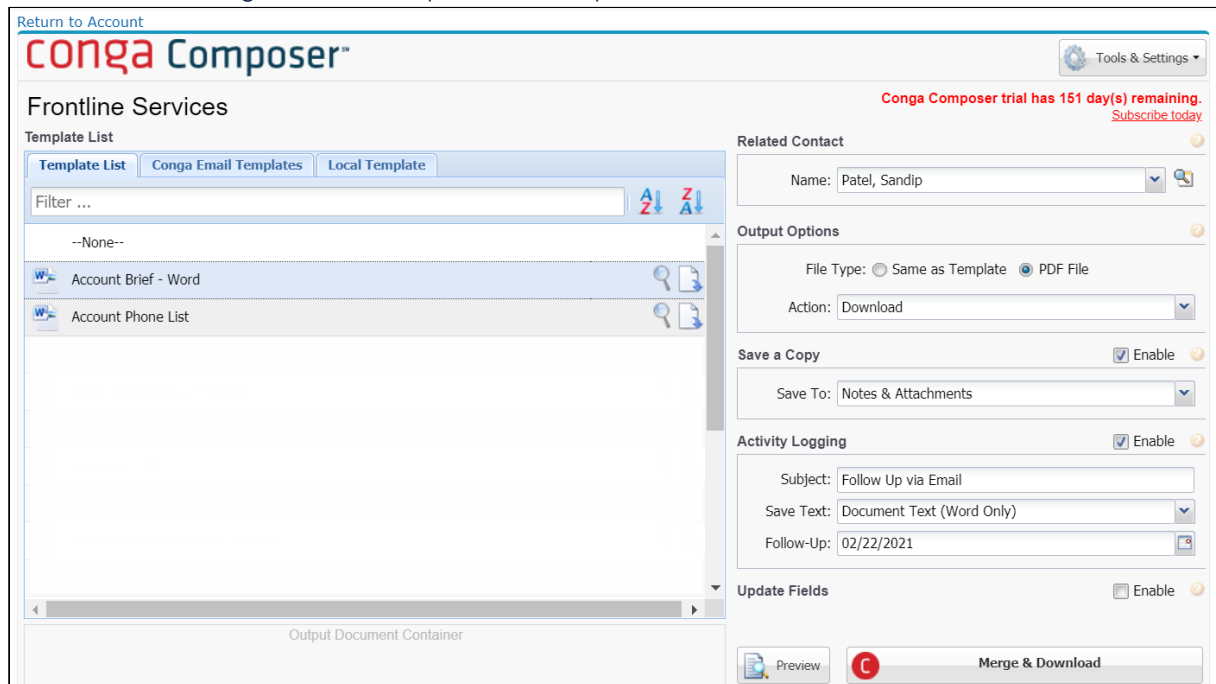 Return to Account
conga Composer℠
Tools & Settings
Frontline Services
Conga Composer trial has 151 day(s) remaining.
Subscribe today
Template List
Template List Conga Email Templates Local Template
Filter ...
--None--
Account Brief - Word
Account Phone List
Output Document Container
Related Contact
Name: Patel, Sandip
Output Options
File Type: Same as Template PDF File
Action: Download
Save a Copy Enable
Save To: Notes & Attachments
Activity Logging Enable
Subject: Follow Up via Email
Save Text: Document Text (Word Only)
Follow-Up: 02/22/2021
Update Fields Enable
Preview C Merge & Download